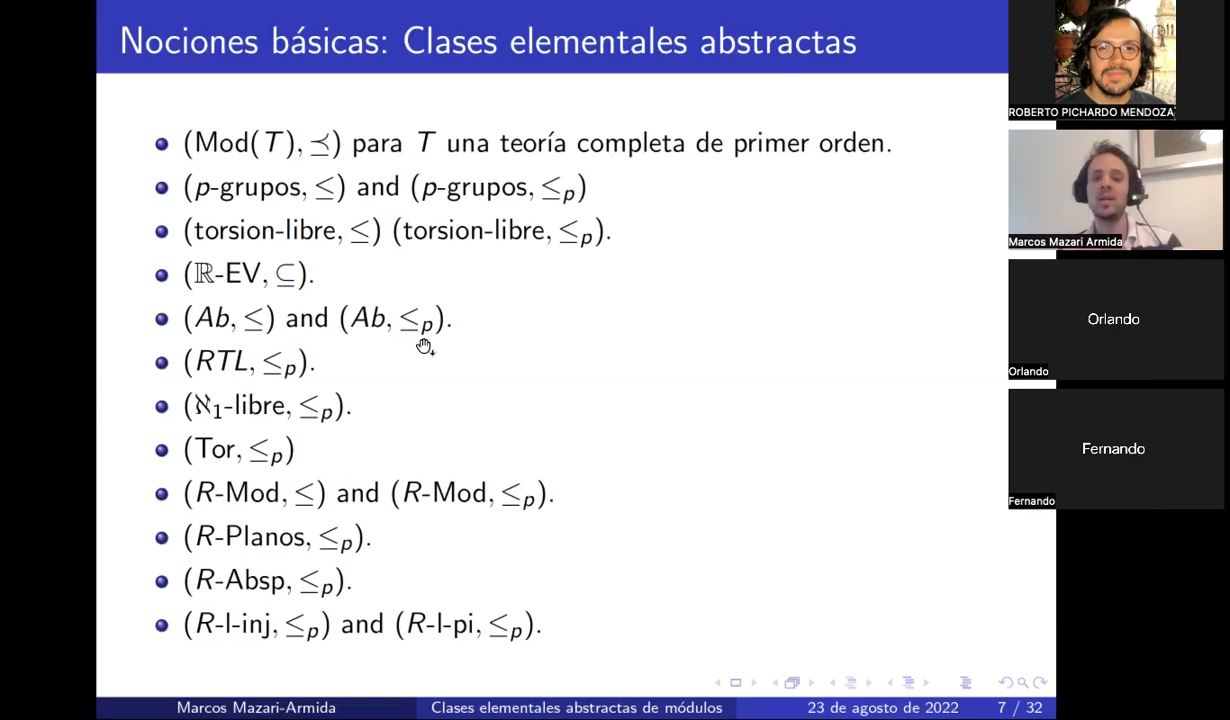 Nociones básicas: Clases elementales abstractas
(Mod(T), ⪯) para T una teoría completa de primer orden.
(p-grupos, ≤) and (p-grupos, ≤p)
(torsion-libre, ≤) (torsion-libre, ≤p).
(ℝ-EV, ⊆).
(Ab, ≤) and (Ab, ≤p).
(RTL, ≤p).
(ℵ1-libre, ≤p).
(Tor, ≤p)
(R-Mod, ≤) and (R-Mod, ≤p).
(R-Planos, ≤p).
(R-Absp, ≤p).
(R-l-inj, ≤p) and (R-l-pi, ≤p).
Marcos Mazari-Armida Clases elementales abstractas de módulos 23 de agosto de 2022 7 / 32
ROBERTO PICHARDO MENDOZA
Marcos Mazari Armida
Orlando
Orlando
Fernando
Fernando